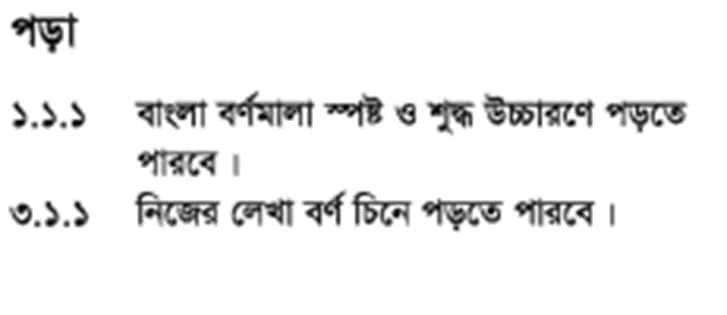 পড়া
১.১.১ বাংলা বর্ণমালা স্পষ্ট ও শুদ্ধ উচ্চারণে পড়তে
পারবে।
৩.১.১ নিজের লেখা বর্ণ চিনে পড়তে পারবে।